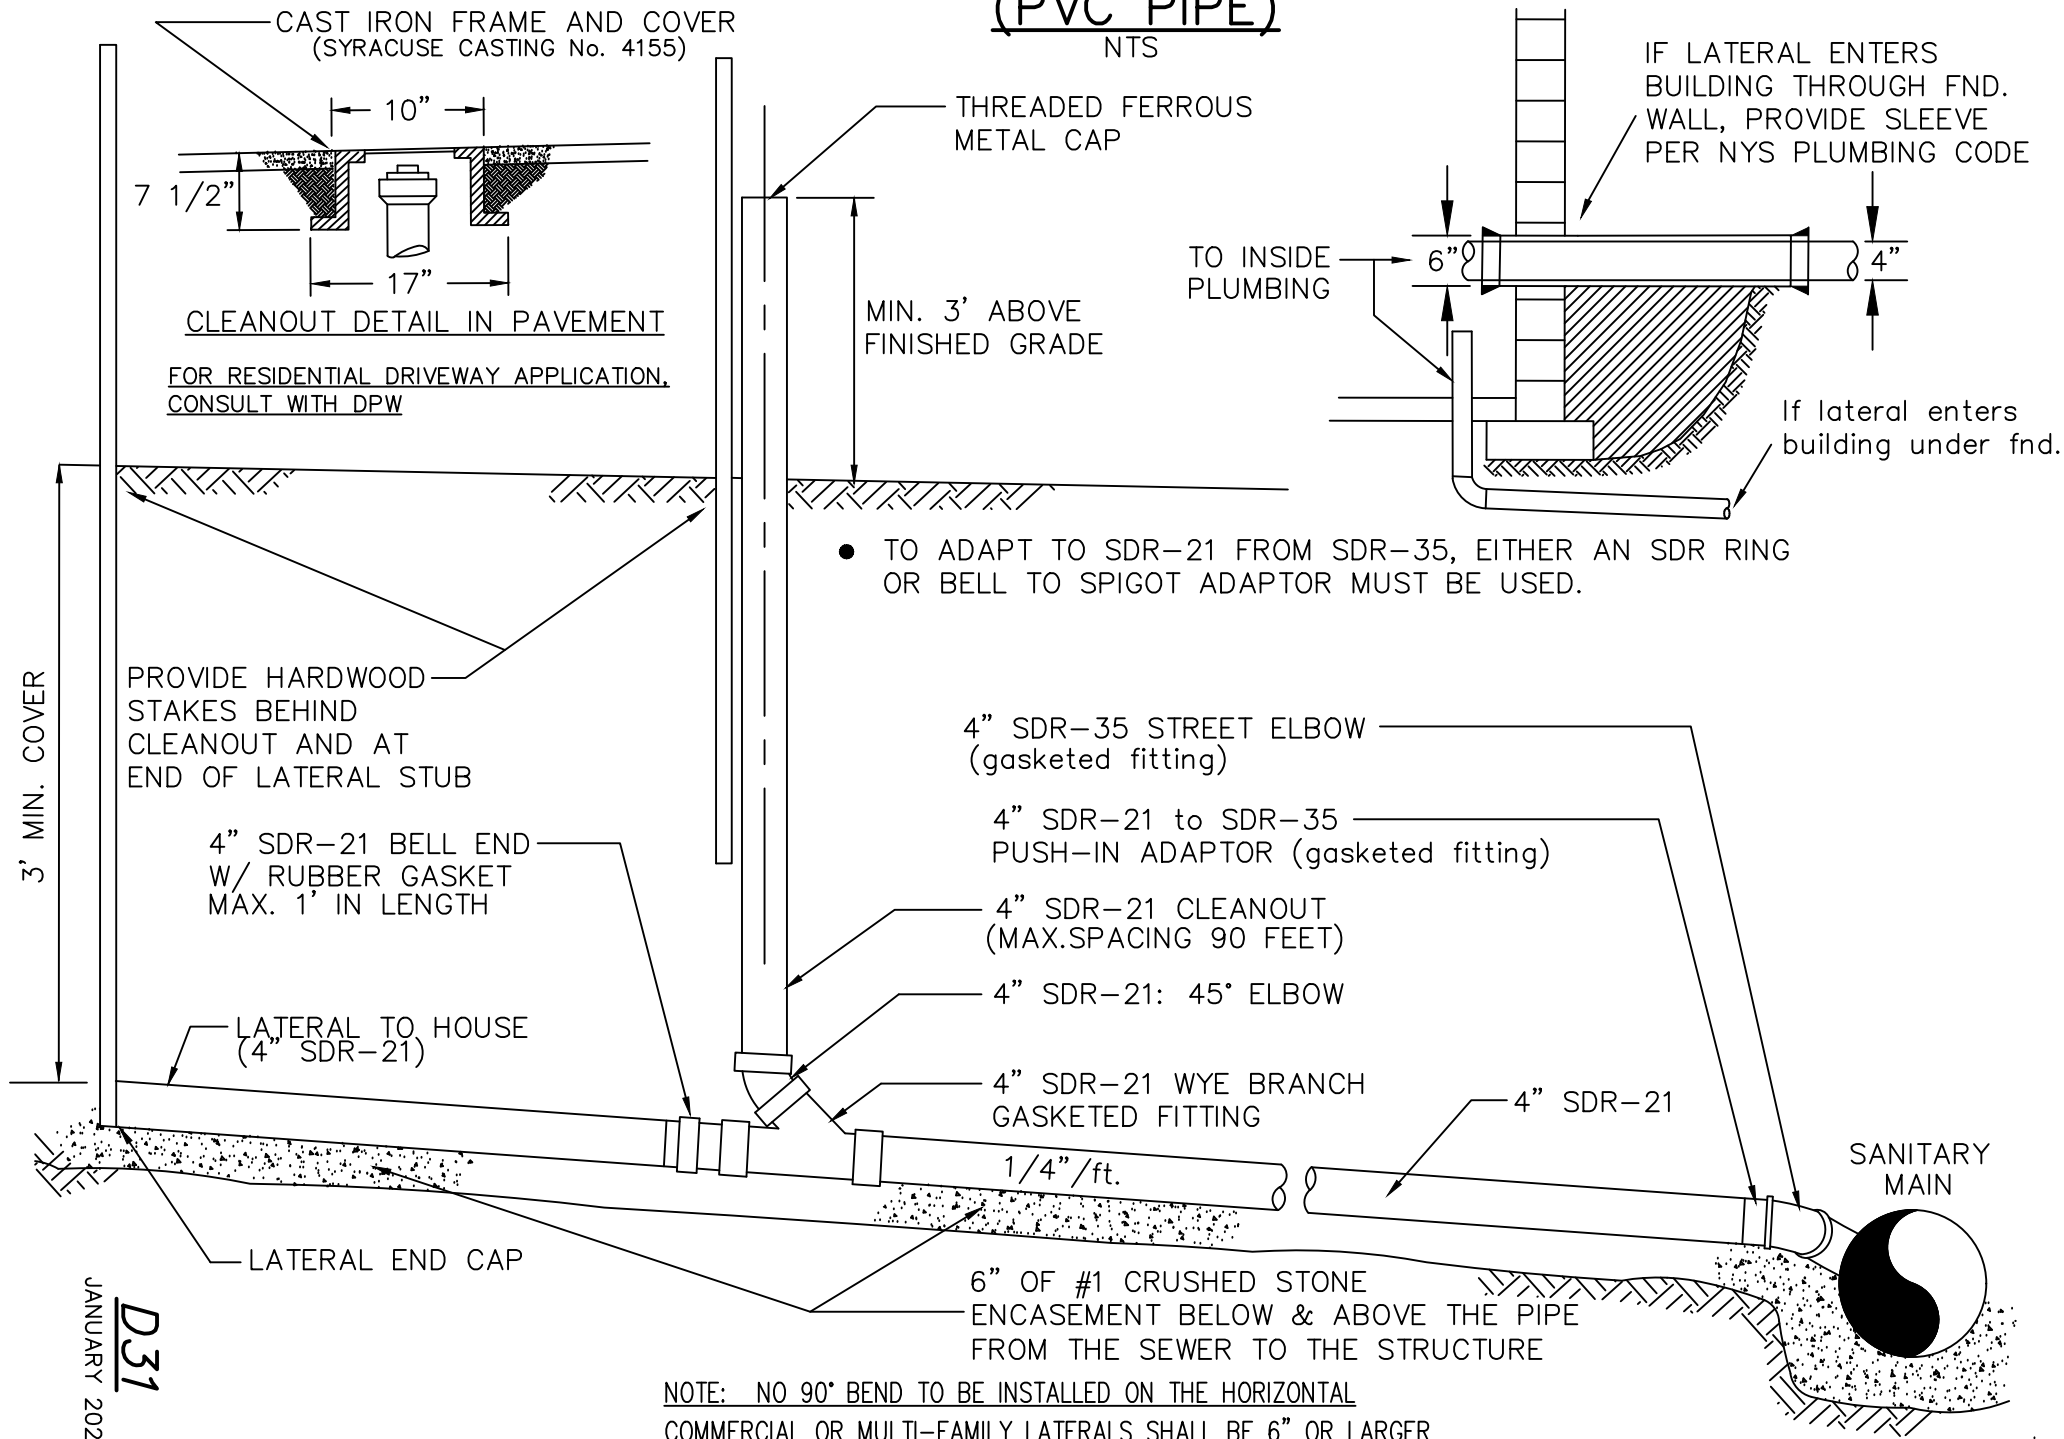 (PVC PIPE)
NTS
CAST IRON FRAME AND COVER
(SYRACUSE CASTING No. 4155)
10"
7 1/2"
17"
CLEANOUT DETAIL IN PAVEMENT
FOR RESIDENTIAL DRIVEWAY APPLICATION,
CONSULT WITH DPW
THREADED FERROUS
METAL CAP
MIN. 3' ABOVE
FINISHED GRADE
IF LATERAL ENTERS
BUILDING THROUGH FND.
WALL, PROVIDE SLEEVE
PER NYS PLUMBING CODE
TO INSIDE
PLUMBING
6"
4"
If lateral enters
building under fnd.
● TO ADAPT TO SDR-21 FROM SDR-35, EITHER AN SDR RING
OR BELL TO SPIGOT ADAPTOR MUST BE USED.
3' MIN. COVER
PROVIDE HARDWOOD
STAKES BEHIND
CLEANOUT AND AT
END OF LATERAL STUB
4" SDR-21 BELL END
W/ RUBBER GASKET
MAX. 1' IN LENGTH
4" SDR-35 STREET ELBOW
(gasketed fitting)
4" SDR-21 to SDR-35
PUSH-IN ADAPTOR (gasketed fitting)
4" SDR-21 CLEANOUT
(MAX.SPACING 90 FEET)
4" SDR-21: 45° ELBOW
LATERAL TO HOUSE
(4" SDR-21)
4" SDR-21 WYE BRANCH
GASKETED FITTING
4" SDR-21
1/4"/ft.
SANITARY
MAIN
LATERAL END CAP
6" OF #1 CRUSHED STONE
ENCASEMENT BELOW & ABOVE THE PIPE
FROM THE SEWER TO THE STRUCTURE
NOTE: NO 90° BEND TO BE INSTALLED ON THE HORIZONTAL
COMMERCIAL OR MULTI-FAMILY LATERALS SHALL BE 6" OR LARGER
D31
JANUARY 202